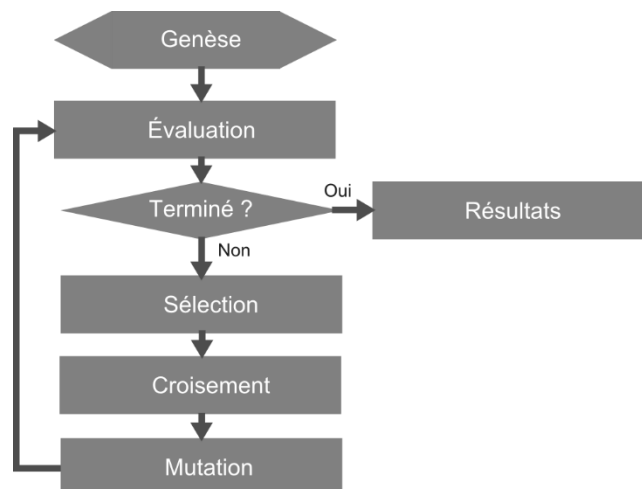 Genèse
Évaluation
Terminé ?
Oui
Résultats
Non
Sélection
Croisement
Mutation